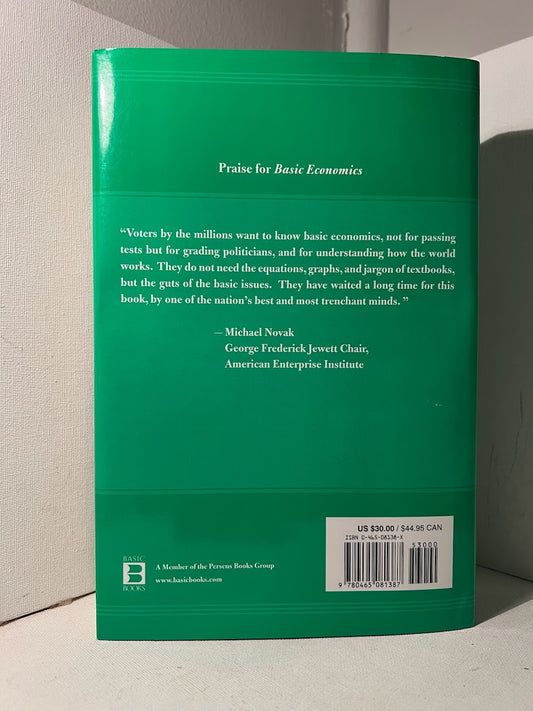 Praise for Basic Economics
“Voters by the millions want to know basic economics, not for passing
tests but for grading politicians, and for understanding how the world
works. They do not need the equations, graphs, and jargon of textbooks,
but the guts of the basic issues. They have waited a long time for this
book, by one of the nation’s best and most trenchant minds. ”
— Michael Novak
George Frederick Jewett Chair,
American Enterprise Institute
US $30.00 / $44.95 CAN
ISBN 0-465-08138-X
53000
9 780465 081387
BASIC
B
BOOKS
A Member of the Perseus Books Group
www.basicbooks.com